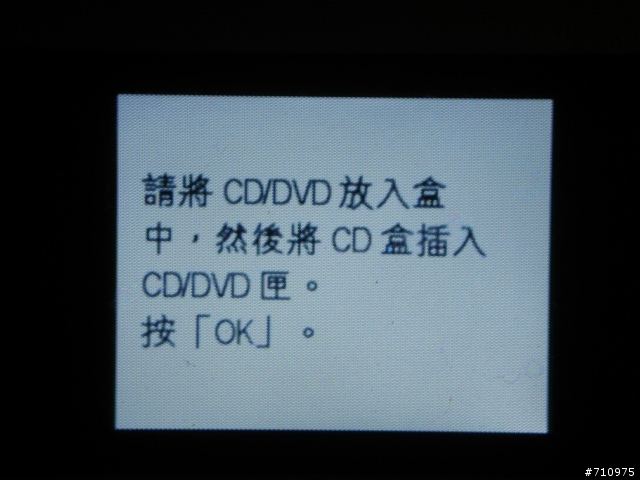 請將 CD/DVD 放入盒
中，然後將 CD 盒插入
CD/DVD 匣。
按「OK」。
#710975